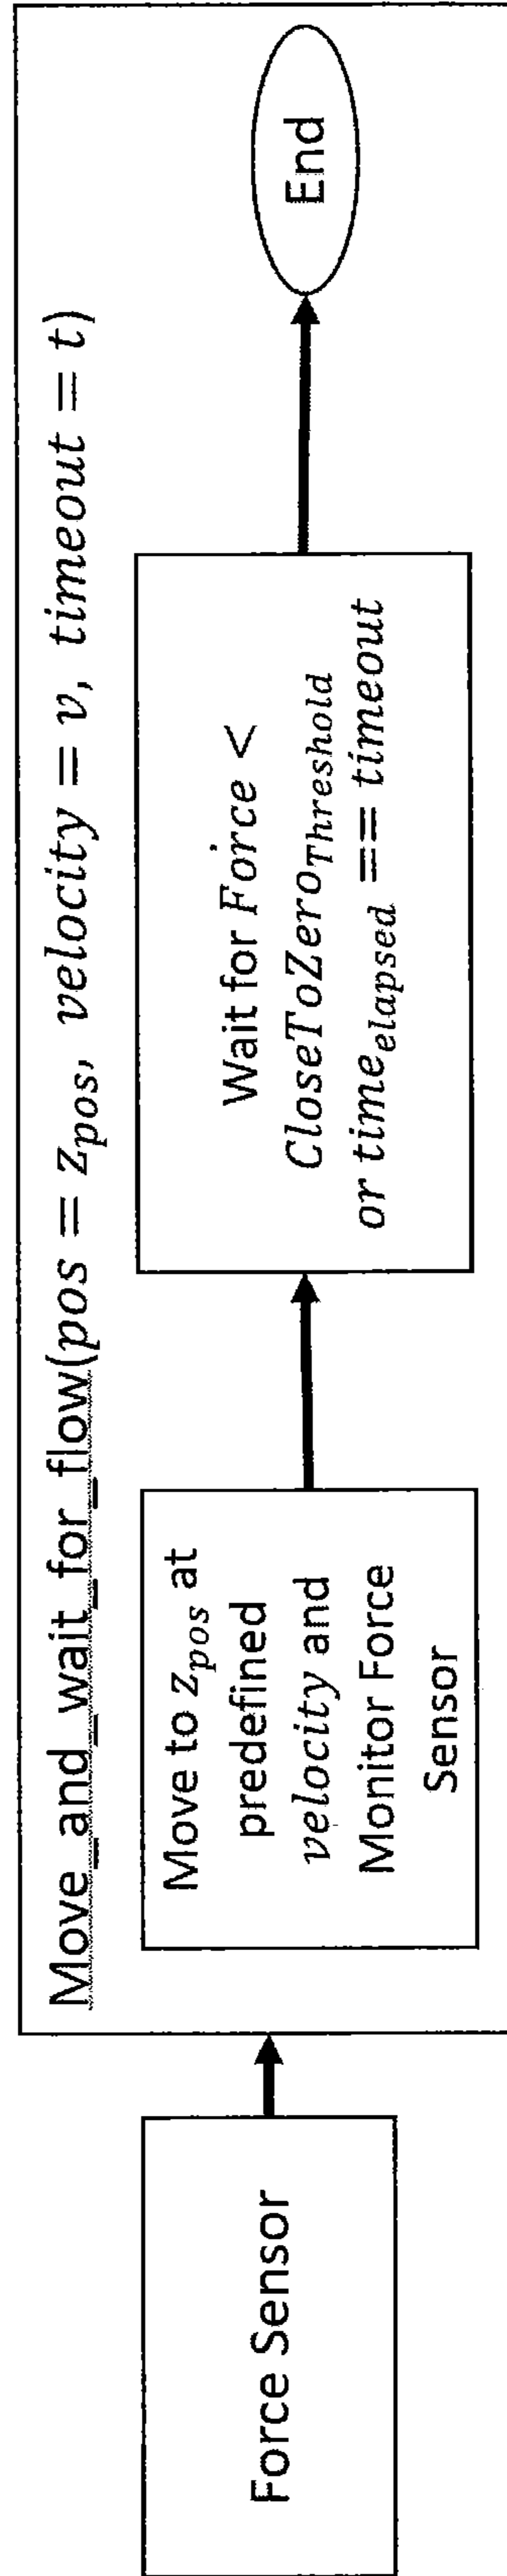 Move_and_wait_for_flow(pos = z_pos, velocity = v, timeout = t)
Force Sensor
Move to z_pos at
predefined
velocity and
Monitor Force
Sensor
Wait for Force <
CloseToZero_Threshold
or time_elapsed == timeout
End